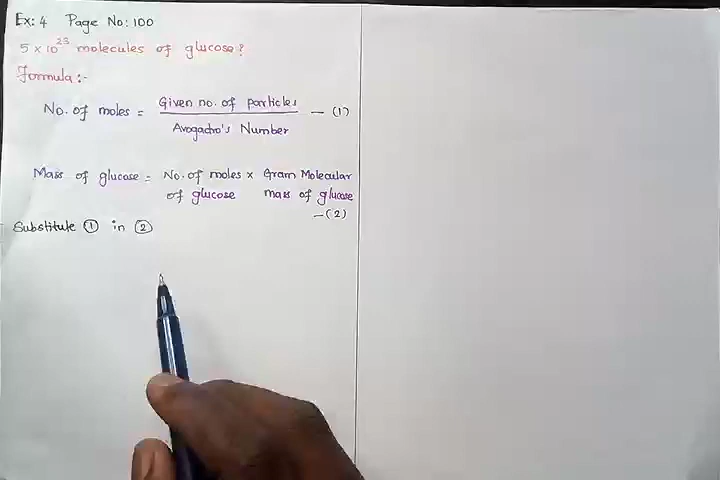 Ex: 4 Page No: 100
5 × 10²³ molecules of glucose?
Formula:-
No. of moles = Given no. of particles / Avogadro's Number — (1)
Mass of glucose = No. of moles × Gram Molecular
of glucose mass of glucose
— (2)
Substitute ① in ②